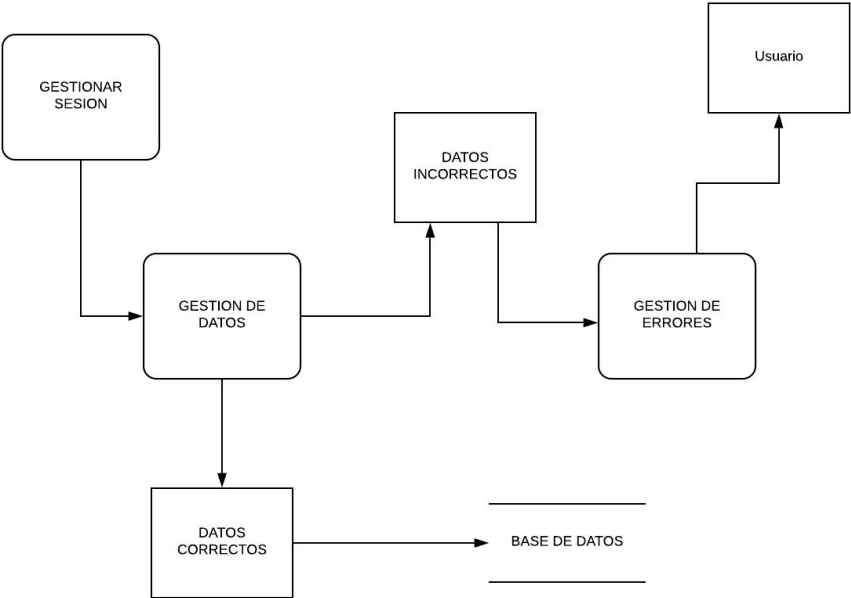 Usuario
GESTIONAR
SESION
DATOS
INCORRECTOS
GESTION DE
DATOS
GESTION DE
ERRORES
DATOS
CORRECTOS
BASE DE DATOS